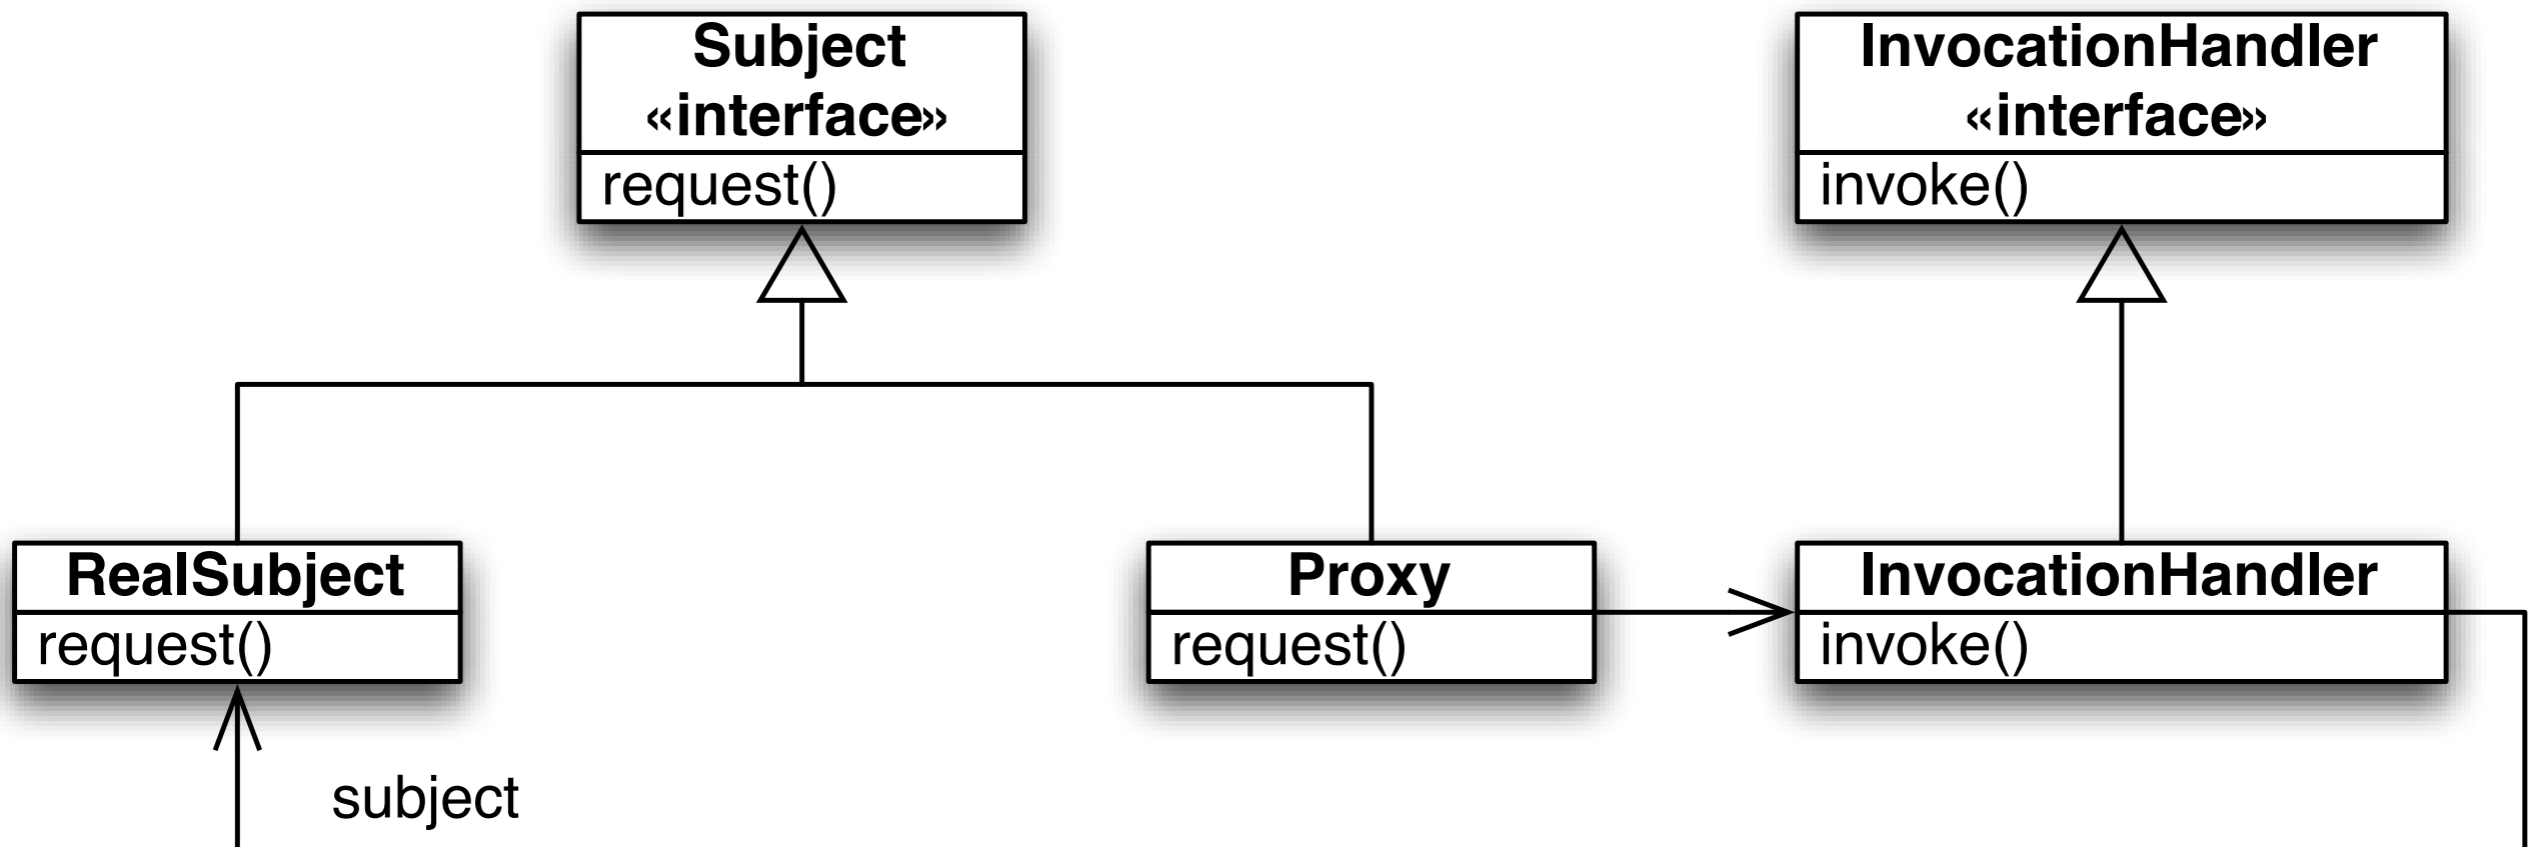 Subject
«interface»
request()
InvocationHandler
«interface»
invoke()
RealSubject
request()
Proxy
request()
InvocationHandler
invoke()
subject